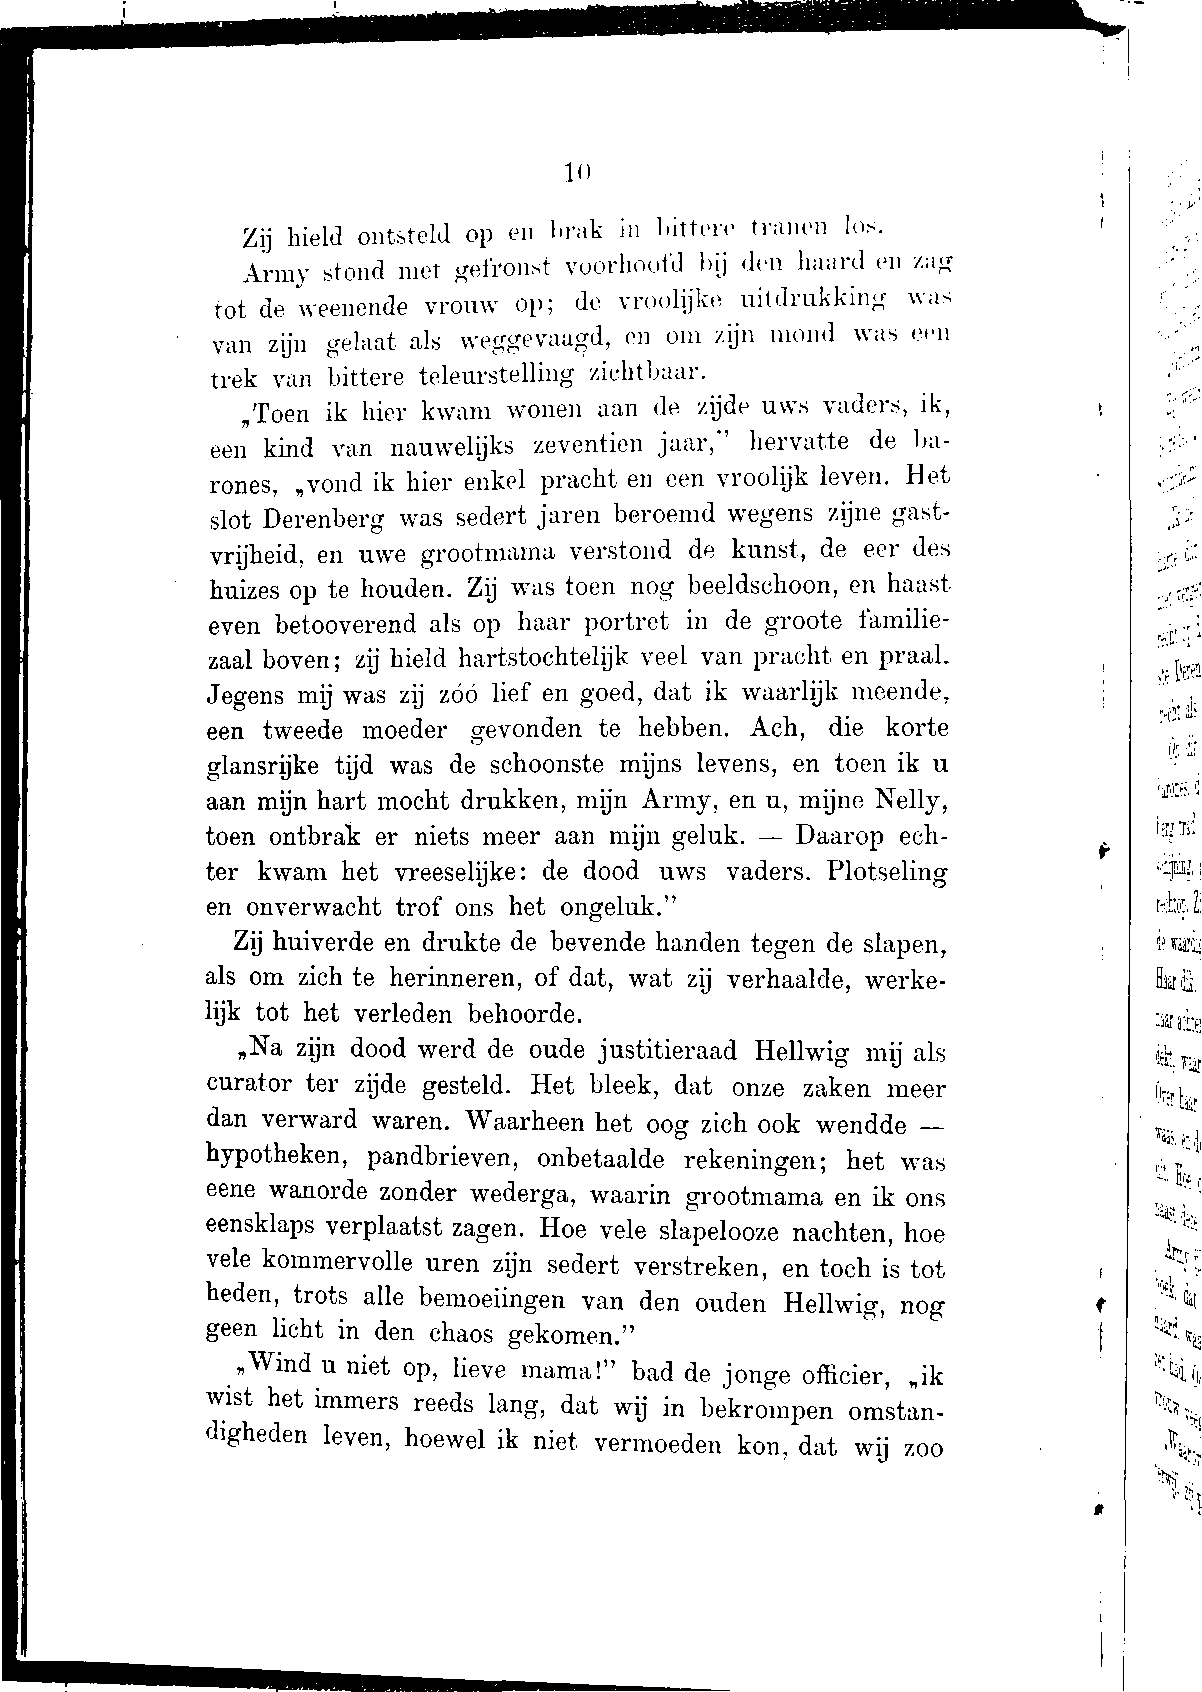 10
Zij hield ontsteld op en brak in bittere tranen los.
Army stond met gefronst voorhoofd bij den haard en zag
tot de weenende vrouw op; de vroolijke uitdrukking was
van zijn gelaat als weggevaagd, en om zijn mond was een
trek van bittere teleurstelling zichtbaar.
„Toen ik hier kwam wonen aan de zijde uws vaders, ik,
een kind van nauwelijks zeventien jaar,” hervatte de ba-
rones, „vond ik hier enkel pracht en een vroolijk leven. Het
slot Derenberg was sedert jaren beroemd wegens zijne gast-
vrijheid, en uwe grootmama verstond de kunst, de eer des
huizes op te houden. Zij was toen nog beeldschoon, en haast
even betooverend als op haar portret in de groote familie-
zaal boven; zij hield hartstochtelijk veel van pracht en praal.
Jegens mij was zij zóó lief en goed, dat ik waarlijk meende,
een tweede moeder gevonden te hebben. Ach, die korte
glansrijke tijd was de schoonste mijns levens, en toen ik u
aan mijn hart mocht drukken, mijn Army, en u, mijne Nelly,
toen ontbrak er niets meer aan mijn geluk. — Daarop ech-
ter kwam het vreeselijke: de dood uws vaders. Plotseling
en onverwacht trof ons het ongeluk.”
Zij huiverde en drukte de bevende handen tegen de slapen,
als om zich te herinneren, of dat, wat zij verhaalde, werke-
lijk tot het verleden behoorde.
„Na zijn dood werd de oude justitieraad Hellwig mij als
curator ter zijde gesteld. Het bleek, dat onze zaken meer
dan verward waren. Waarheen het oog zich ook wendde —
hypotheken, pandbrieven, onbetaalde rekeningen; het was
eene wanorde zonder wederga, waarin grootmama en ik ons
eensklaps verplaatst zagen. Hoe vele slapelooze nachten, hoe
vele kommervolle uren zijn sedert verstreken, en toch is tot
heden, trots alle bemoeiingen van den ouden Hellwig, nog
geen licht in den chaos gekomen.”
„Wind u niet op, lieve mama!” bad de jonge officier, „ik
wist het immers reeds lang, dat wij in bekrompen omstan-
digheden leven, hoewel ik niet vermoeden kon, dat wij zoo